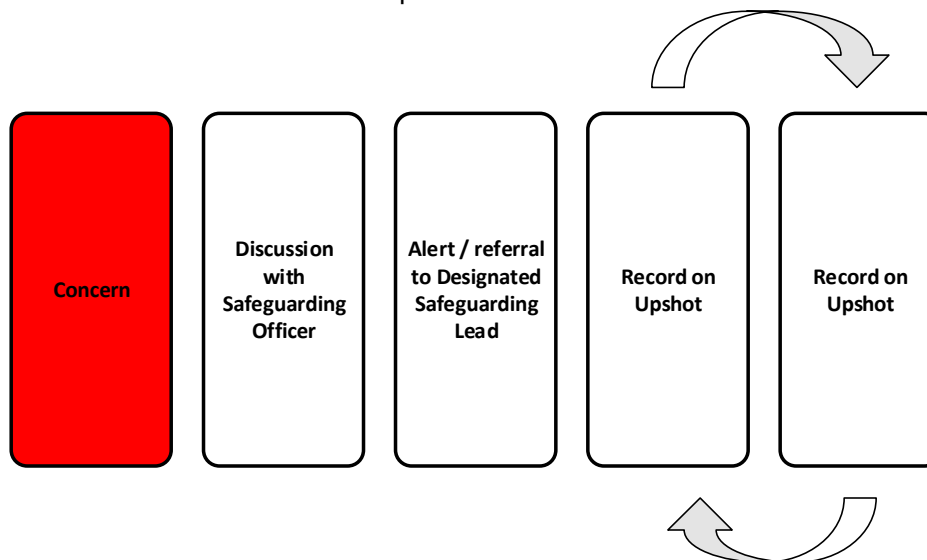 Concern
Discussion
with
Safeguarding
Officer
Alert / referral
to Designated
Safeguarding
Lead
Record on
Upshot
Record on
Upshot